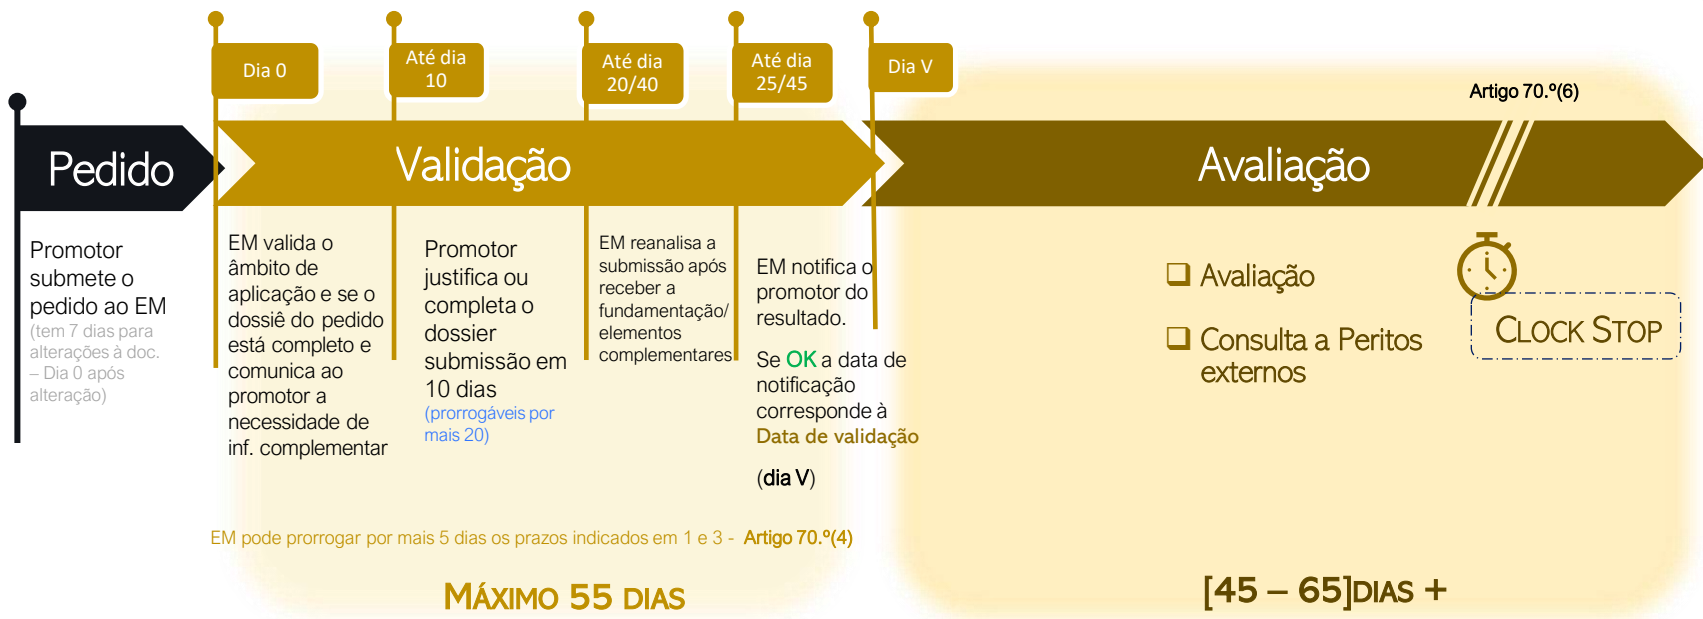 Dia 0
Até dia
10
Até dia
20/40
Até dia
25/45
Dia V
Artigo 70.º(6)
Pedido
Validação
Avaliação
Promotor
submete o
pedido ao EM
(tem 7 dias para
alterações à doc.
– Dia 0 após
alteração)
EM valida o
âmbito de
aplicação e se o
dossiê do pedido
está completo e
comunica ao
promotor a
necessidade de
inf. complementar
Promotor
justifica ou
completa o
dossier
submissão em
10 dias
(prorrogáveis por
mais 20)
EM reanalisa a
submissão após
receber a
fundamentação/
elementos
complementares
EM notifica o
promotor do
resultado.
Se OK a data de
notificação
corresponde à
Data de validação
(dia V)
❑ Avaliação
❑ Consulta a Peritos
externos
CLOCK STOP
EM pode prorrogar por mais 5 dias os prazos indicados em 1 e 3 - Artigo 70.º(4)
MÁXIMO 55 DIAS
[45 – 65]DIAS +